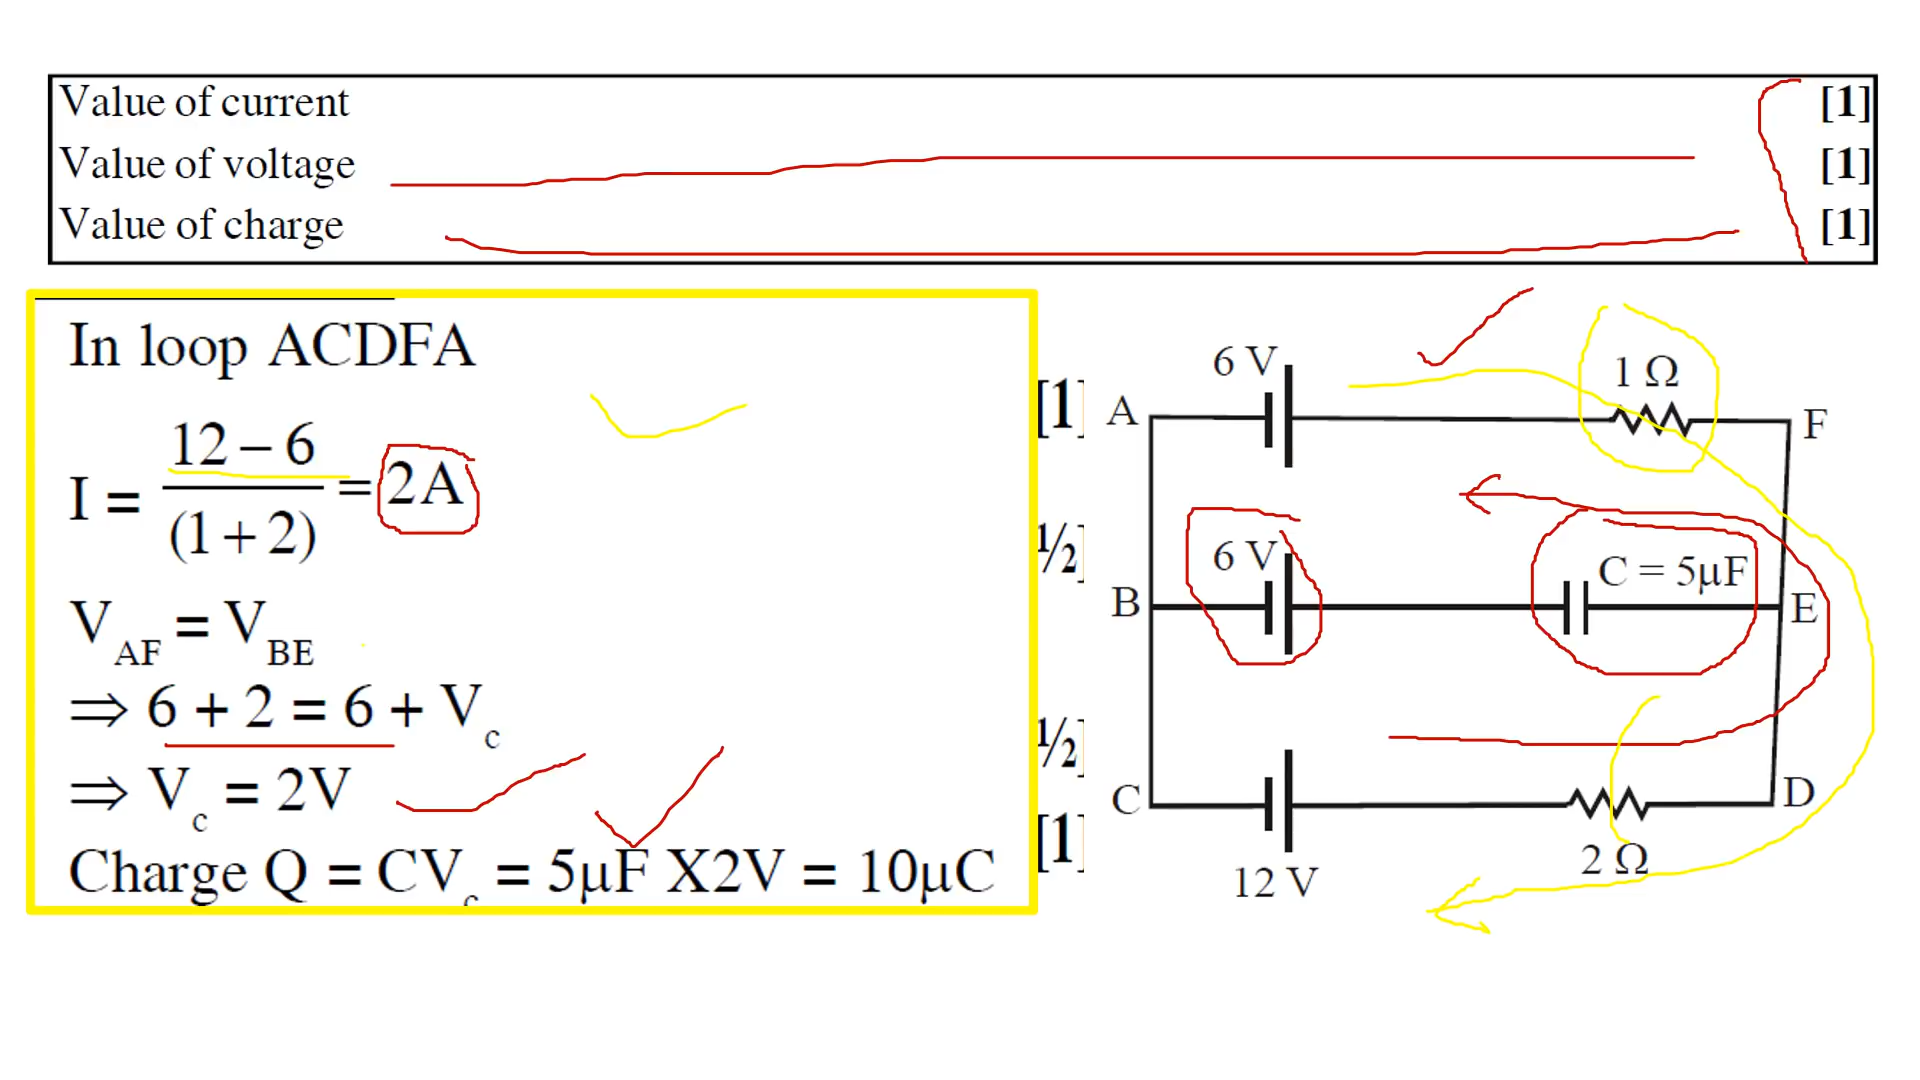 Value of current [1]
Value of voltage [1]
Value of charge [1]
In loop ACDFA
I = 12 – 6 / (1 + 2) = 2A
[1]
½]
V_AF = V_BE
⇒ 6 + 2 = 6 + V_c
½]
⇒ V_c = 2V
Charge Q = CV_c = 5μF X2V = 10μC
[1]
6 V
1 Ω
A
F
6 V
C = 5μF
B
E
C
D
12 V
2 Ω